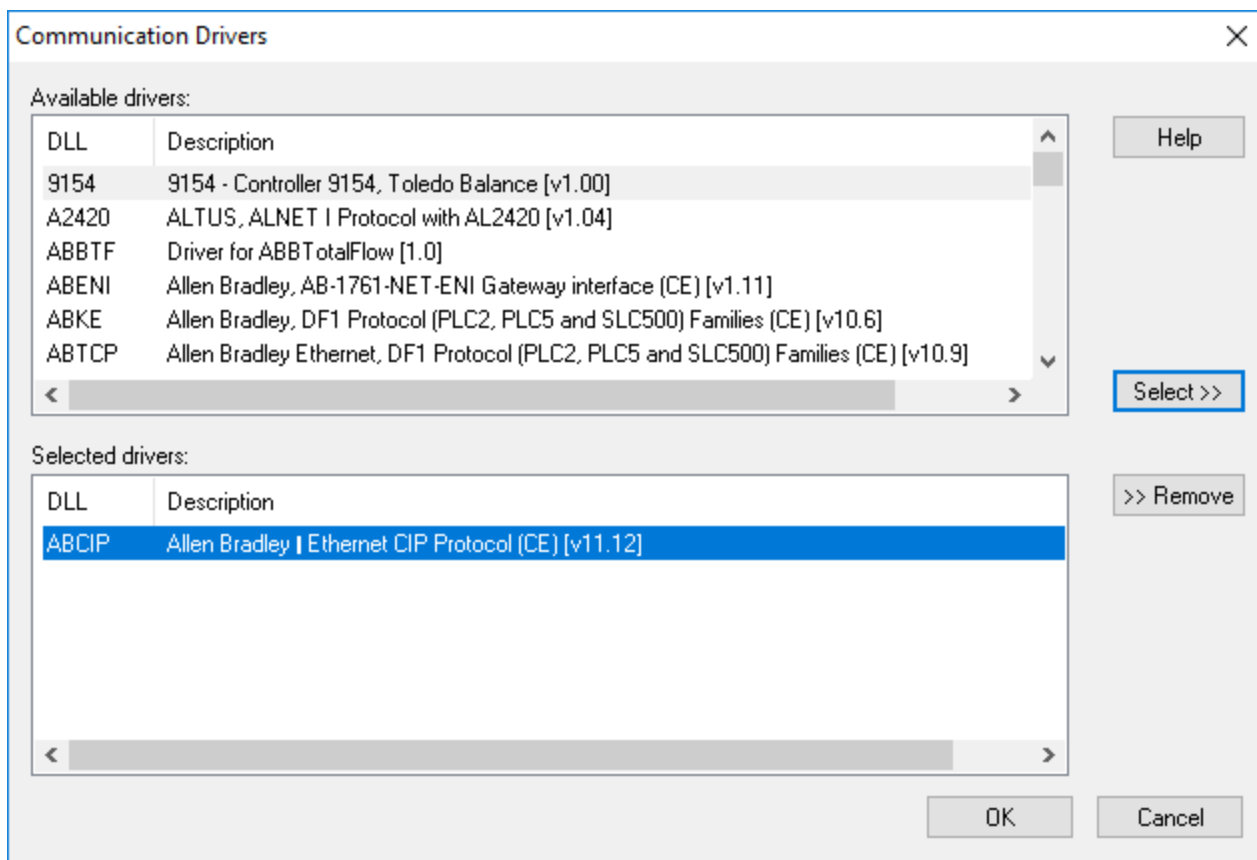 Communication Drivers
Available drivers:
DLL Description
Help
9154 9154 - Controller 9154, Toledo Balance [v1.00]
A2420 ALTUS, ALNET I Protocol with AL2420 [v1.04]
ABBTF Driver for ABBTotalFlow [1.0]
ABENI Allen Bradley, AB-1761-NET-ENI Gateway interface (CE) [v1.11]
ABKE Allen Bradley, DF1 Protocol (PLC2, PLC5 and SLC500) Families (CE) [v10.6]
ABTCP Allen Bradley Ethernet, DF1 Protocol (PLC2, PLC5 and SLC500) Families (CE) [v10.9]
Select >>
Selected drivers:
DLL Description
>> Remove
ABCIP Allen Bradley | Ethernet CIP Protocol (CE) [v11.12]
OK Cancel